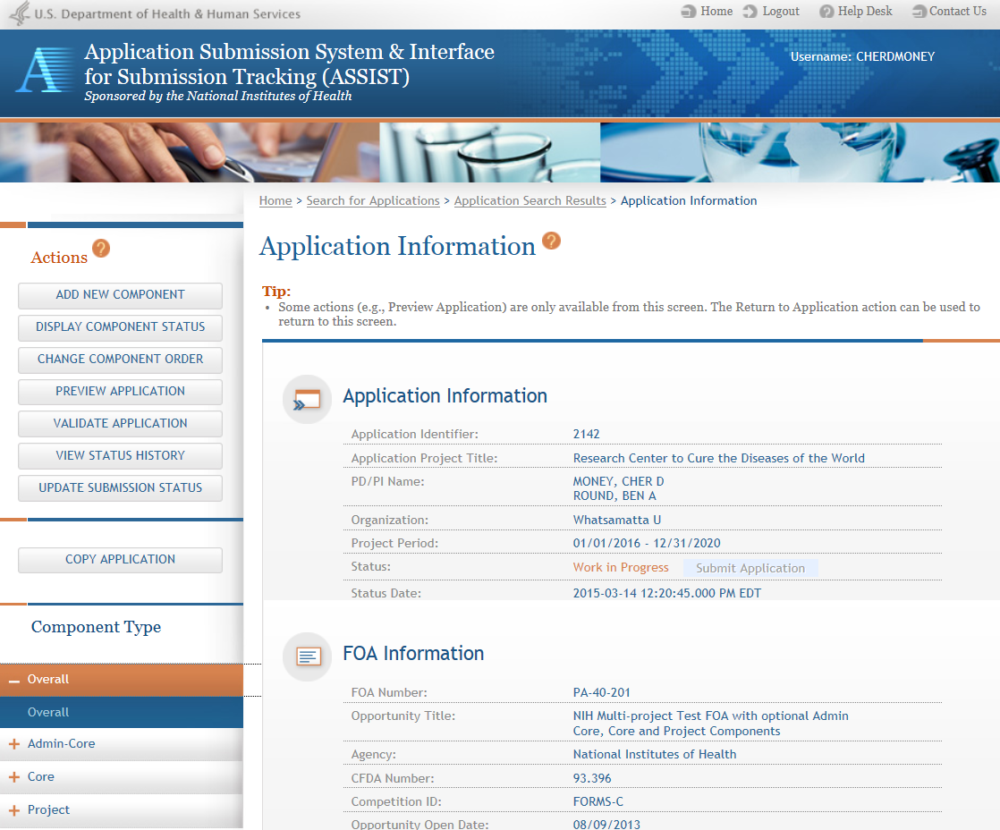 U.S. Department of Health & Human Services
Home Logout Help Desk Contact Us
Application Submission System & Interface
for Submission Tracking (ASSIST)
Sponsored by the National Institutes of Health
Username: CHERDMONEY
Home > Search for Applications > Application Search Results > Application Information
Actions ?
ADD NEW COMPONENT
DISPLAY COMPONENT STATUS
CHANGE COMPONENT ORDER
PREVIEW APPLICATION
VALIDATE APPLICATION
VIEW STATUS HISTORY
UPDATE SUBMISSION STATUS
COPY APPLICATION
Component Type
Overall
Overall
Admin-Core
Core
Project
Application Information ?
Tip:
• Some actions (e.g., Preview Application) are only available from this screen. The Return to Application action can be used to
return to this screen.
Application Information
Application Identifier: 2142
Application Project Title: Research Center to Cure the Diseases of the World
PD/PI Name: MONEY, CHER D
ROUND, BEN A
Organization: Whatsamatta U
Project Period: 01/01/2016 - 12/31/2020
Status: Work in Progress Submit Application
Status Date: 2015-03-14 12:20:45.000 PM EDT
FOA Information
FOA Number: PA-40-201
Opportunity Title: NIH Multi-project Test FOA with optional Admin
Core, Core and Project Components
Agency: National Institutes of Health
CFDA Number: 93.396
Competition ID: FORMS-C
Opportunity Open Date: 08/09/2013